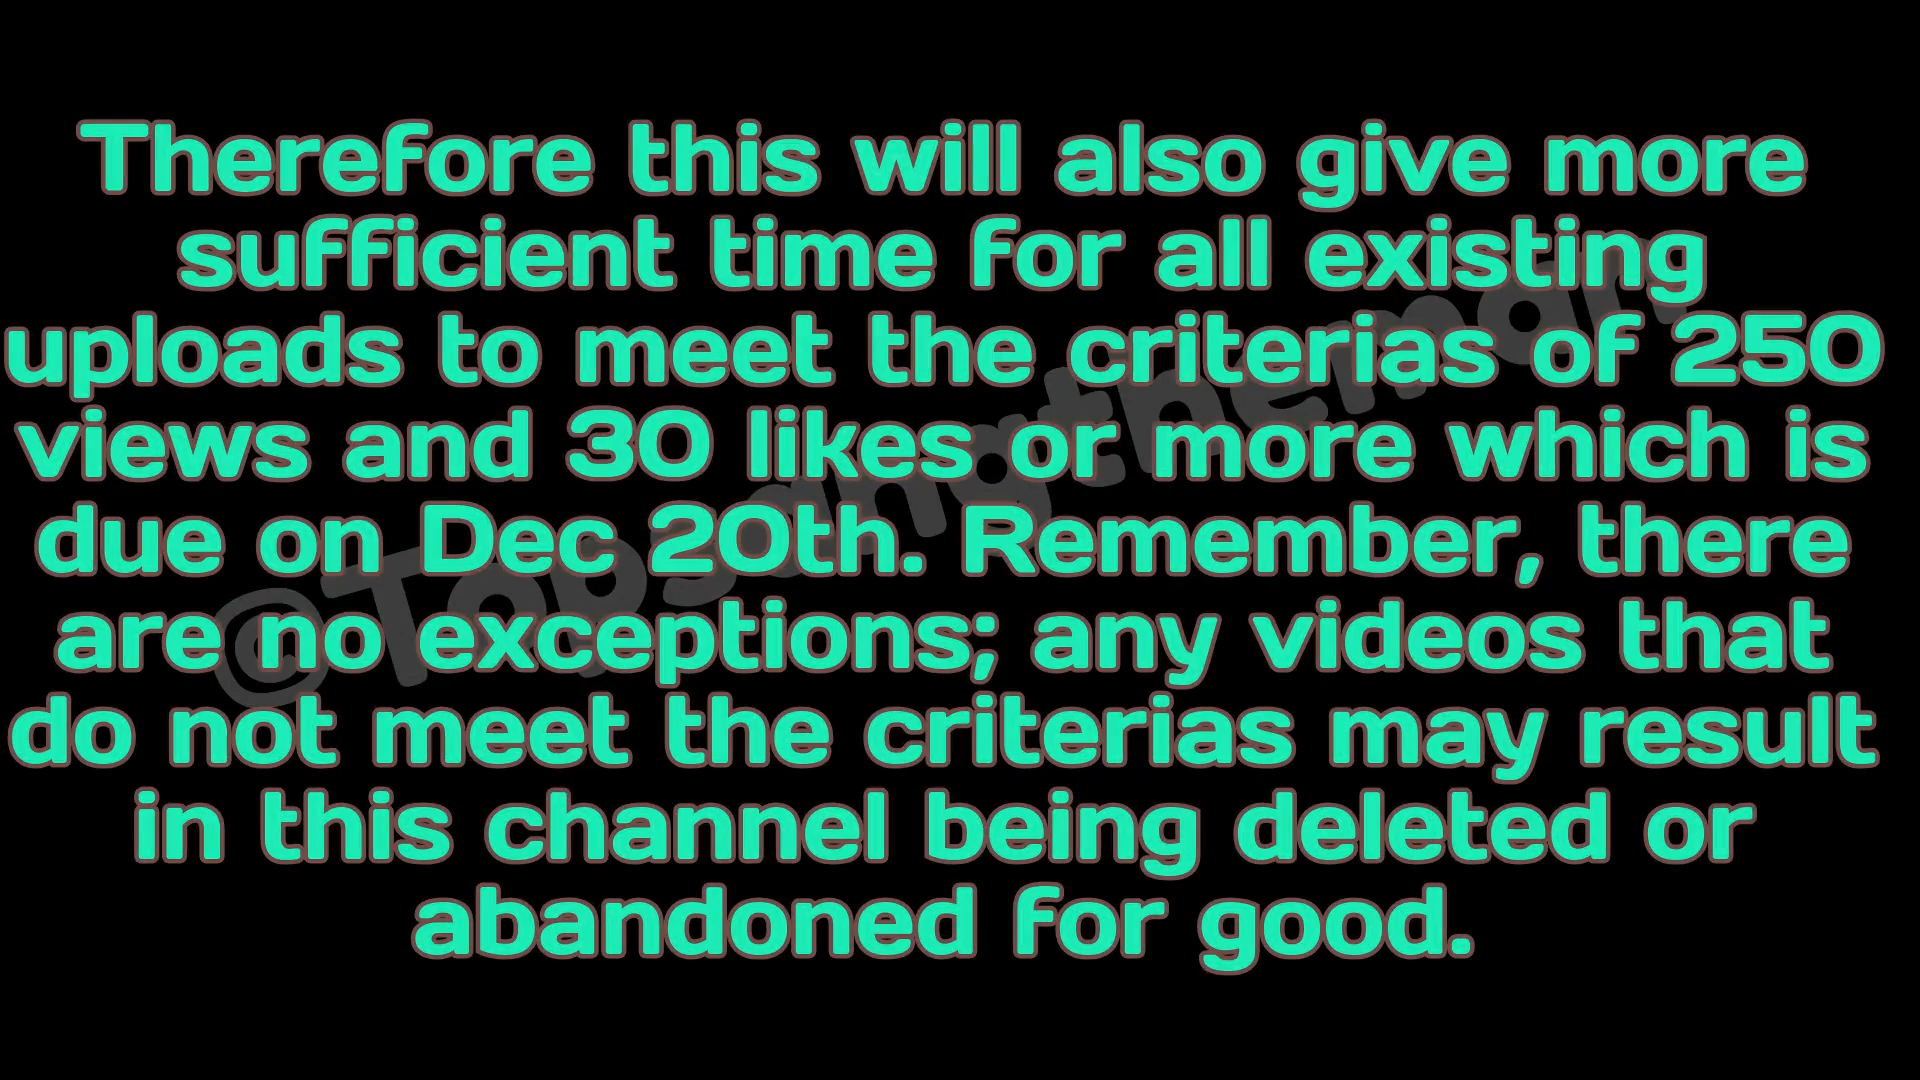 Therefore this will also give more
sufficient time for all existing
uploads to meet the criterias of 250
views and 30 likes or more which is
due on Dec 20th. Remember, there
are no exceptions; any videos that
do not meet the criterias may result
in this channel being deleted or
abandoned for good.
©Topsangtheman